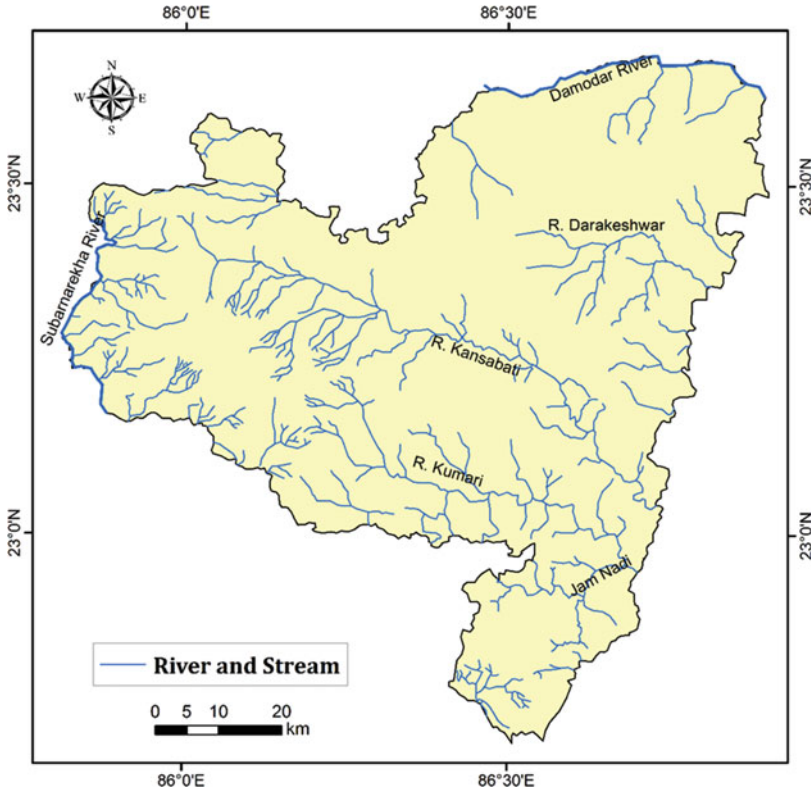 86°0'E
86°30'E
N
W
E
S
Damodar River
23°30'N
23°30'N
R. Darakeshwar
Subarnarekha River
R. Kansabati
R. Kumari
23°0'N
23°0'N
Jam Nadi
River and Stream
0 5 10 20
km
86°0'E
86°30'E